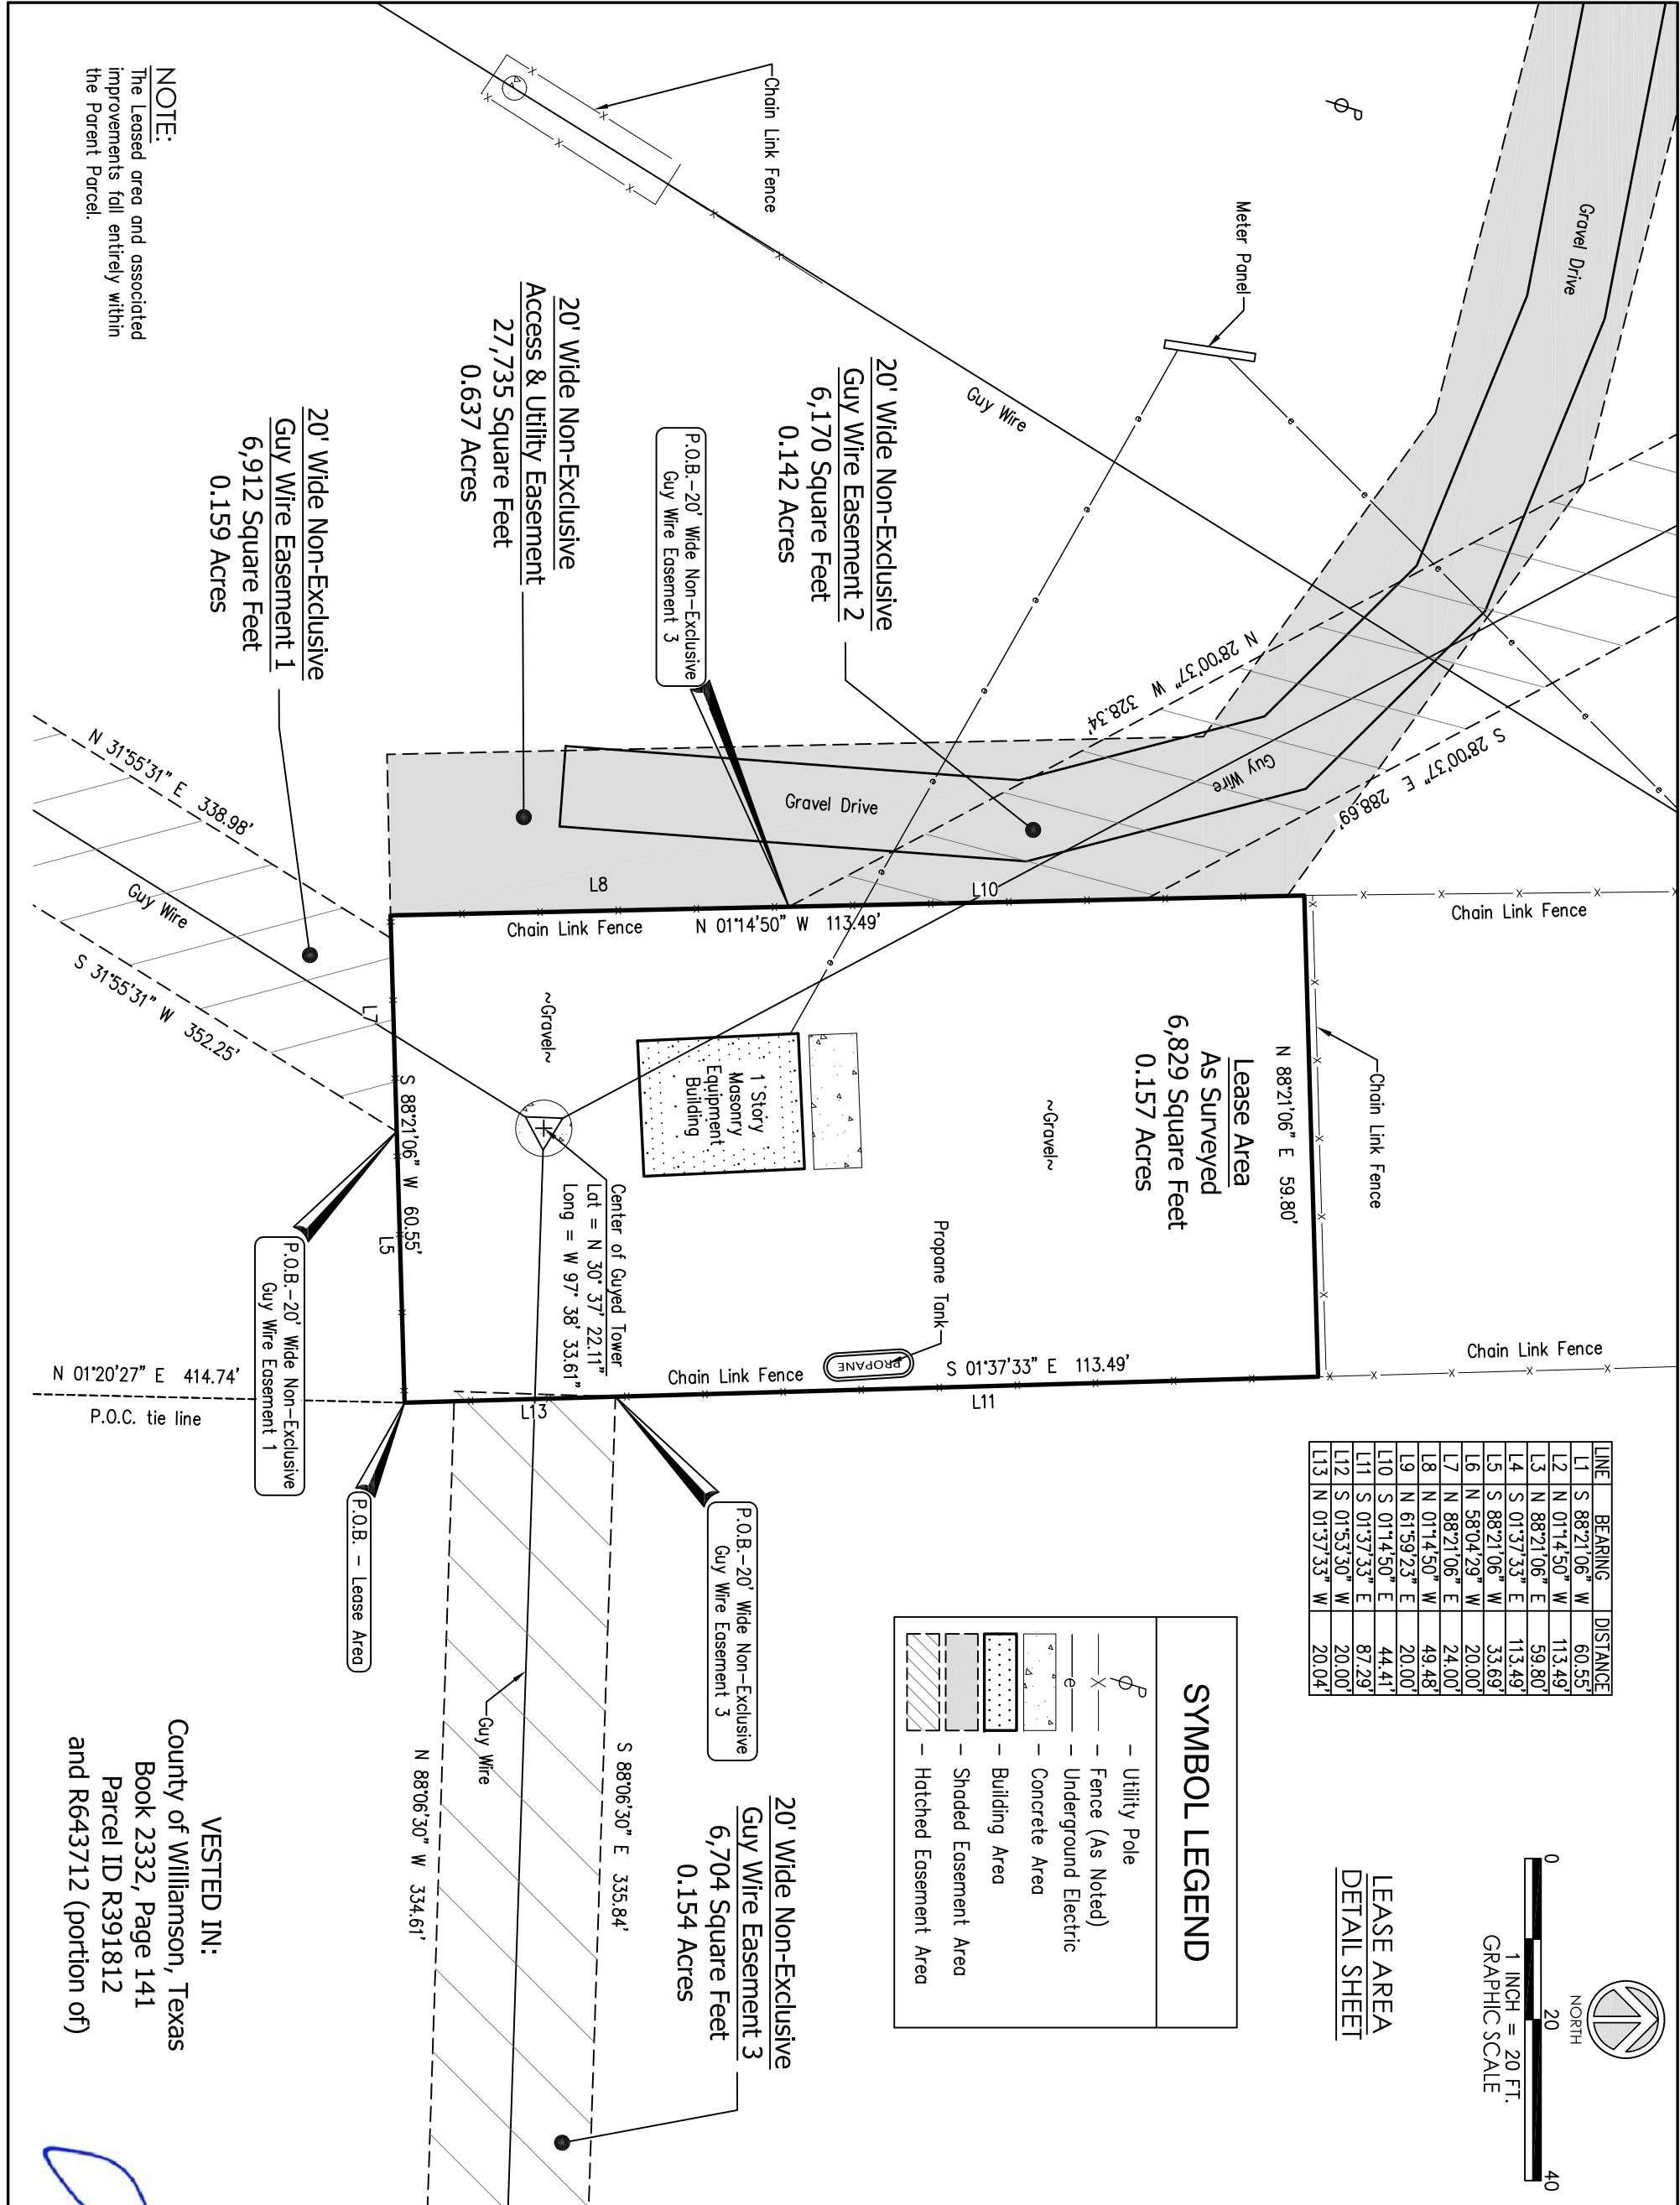 NOTE:
The Leased area and associated
improvements fall entirely within
the Parent Parcel.
Chain Link Fence
P
Meter Panel
Gravel Drive
Guy Wire
20' Wide Non-Exclusive
Guy Wire Easement 2
6,170 Square Feet
0.142 Acres
20' Wide Non-Exclusive
Access & Utility Easement
27,735 Square Feet
0.637 Acres
20' Wide Non-Exclusive
Guy Wire Easement 1
6,912 Square Feet
0.159 Acres
P.O.B.-20' Wide Non-Exclusive
Guy Wire Easement 3
N 28°00'37" W 328.34'
S 28°00'37" E 288.69'
Guy Wire
Gravel Drive
N 31°55'31" E 338.98'
Guy Wire
S 31°55'31" W 352.25'
L8
L10
Chain Link Fence
N 01°14'50" W 113.49'
Chain Link Fence
L7
S 88°21'06" W 60.55'
L5
~Gravel~
1 Story
Masonry
Equipment
Building
~Gravel~
Lease Area
As Surveyed
6,829 Square Feet
0.157 Acres
N 88°21'06" E 59.80'
Chain Link Fence
Center of Guyed Tower
Lat = N 30° 37' 22.11"
Long = W 97° 38' 33.61"
Propane Tank
PROPANE
Chain Link Fence
S 01°37'33" E 113.49'
Chain Link Fence
L11
L13
P.O.B.-20' Wide Non-Exclusive
Guy Wire Easement 1
N 01°20'27" E 414.74'
P.O.C. tie line
P.O.B. - Lease Area
P.O.B.-20' Wide Non-Exclusive
Guy Wire Easement 3
LINE BEARING DISTANCE
L1 S 88°21'06" W 60.55'
L2 N 01°14'50" W 113.49'
L3 N 88°21'06" E 59.80'
L4 S 01°37'33" E 113.49'
L5 S 88°21'06" W 33.69'
L6 N 58°04'29" W 20.00'
L7 N 88°21'06" E 24.00'
L8 N 01°14'50" W 49.48'
L9 N 61°59'23" E 20.00'
L10 S 01°14'50" E 44.41'
L11 S 01°37'33" E 87.29'
L12 S 01°53'30" W 20.00'
L13 N 01°37'33" W 20.04'
SYMBOL LEGEND
P - Utility Pole
X - Fence (As Noted)
e - Underground Electric
- Concrete Area
- Building Area
- Shaded Easement Area
- Hatched Easement Area
Guy Wire
S 88°06'30" E 335.84'
N 88°06'30" W 334.61'
20' Wide Non-Exclusive
Guy Wire Easement 3
6,704 Square Feet
0.154 Acres
NORTH
0 20 40
1 INCH = 20 FT.
GRAPHIC SCALE
LEASE AREA
DETAIL SHEET
VESTED IN:
County of Williamson, Texas
Book 2332, Page 141
Parcel ID R391812
and R643712 (portion of)